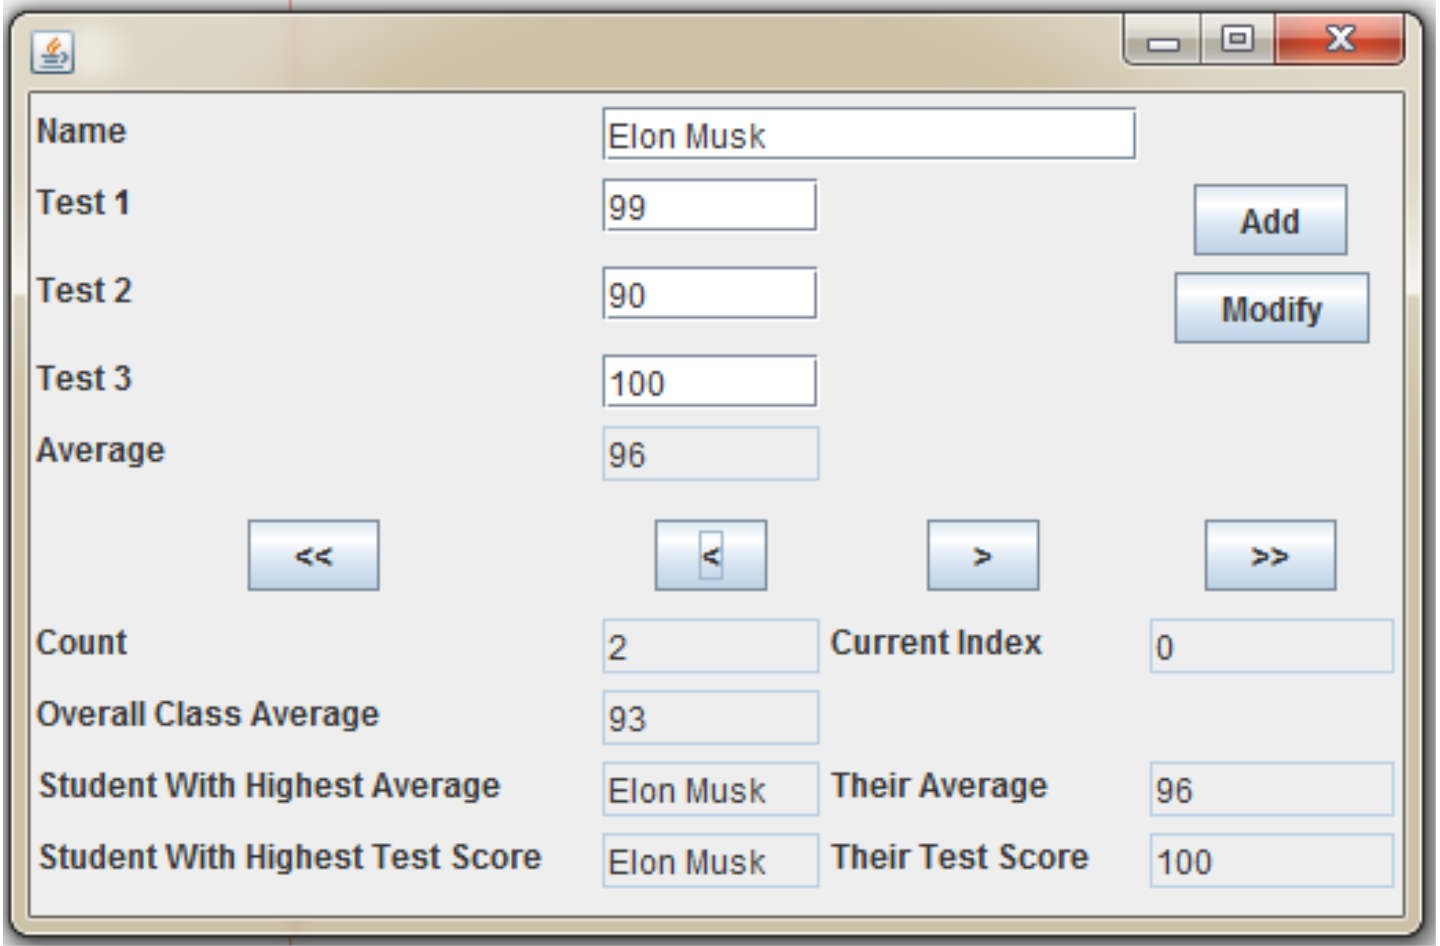 Name Elon Musk
Test 1 99 Add
Test 2 90 Modify
Test 3 100
Average 96
<< < > >>
Count 2 Current Index 0
Overall Class Average 93
Student With Highest Average Elon Musk Their Average 96
Student With Highest Test Score Elon Musk Their Test Score 100